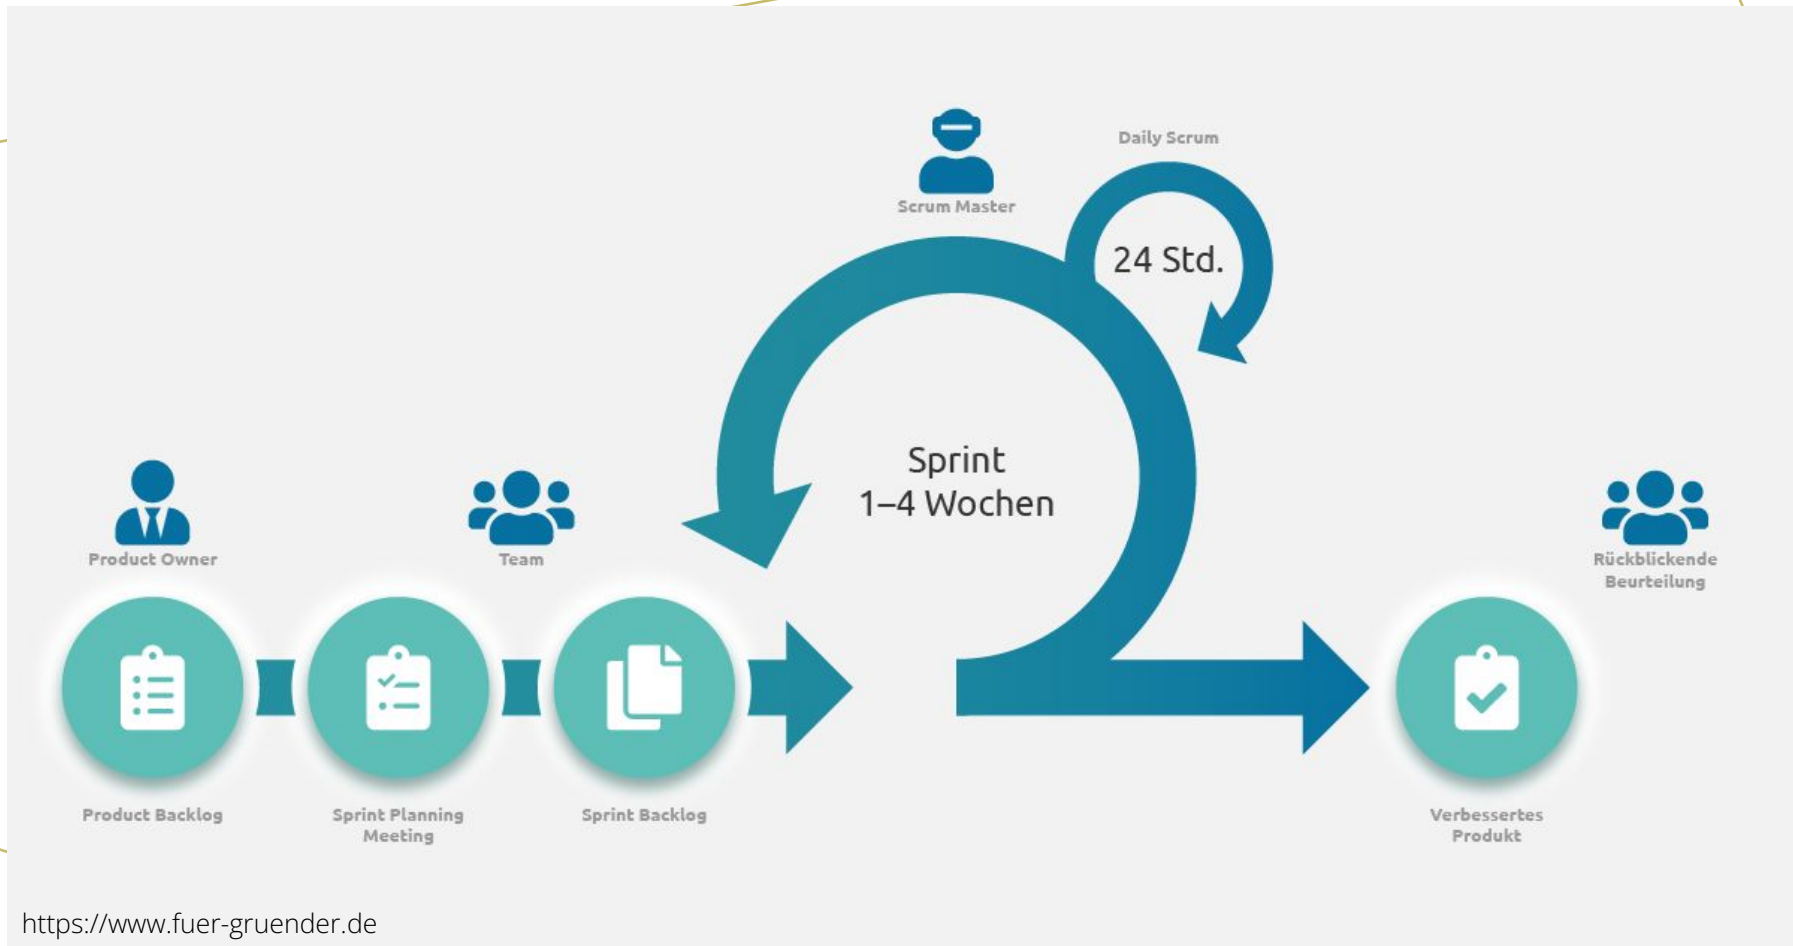 Daily Scrum
Scrum Master
24 Std.
Sprint
1–4 Wochen
Product Owner
Team
Rückblickende
Beurteilung
Product Backlog
Sprint Planning
Meeting
Sprint Backlog
Verbessertes
Produkt
https://www.fuer-gruender.de